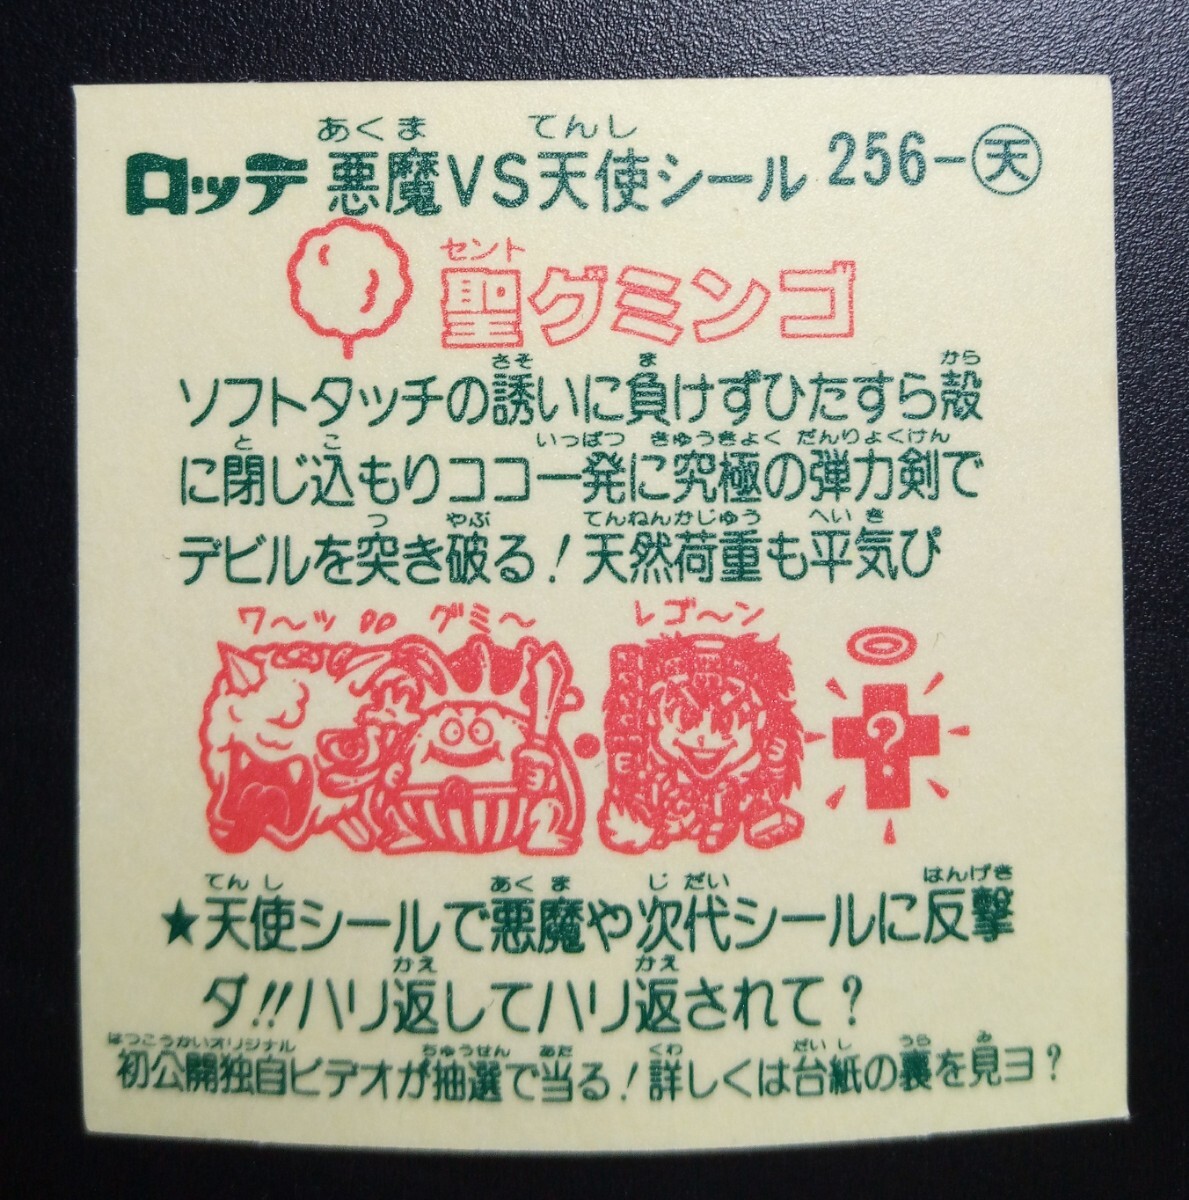 あくま てんし
ロッテ 悪魔VS天使シール 256-㊝
セント
聖グミンゴ
さそ ま から
ソフトタッチの誘いに負けずひたすら殻
と こ いっぱつ きゅうきょく だんりょくけん
に閉じ込もりココ一発に究極の弾力剣で
つ やぶ てんねんかじゅう へいき
デビルを突き破る!天然荷重も平気び
ワ〜ッ グミ〜 レゴ〜ン
?
てんし あくま じだい はんげき
★天使シールで悪魔や次代シールに反撃
かえ かえ
ダ!!ハリ返してハリ返されて?
はつこうかいオリジナル ちゅうせん あた くわ だいし うら み
初公開独自ビデオが抽選で当る!詳しくは台紙の裏を見ヨ?